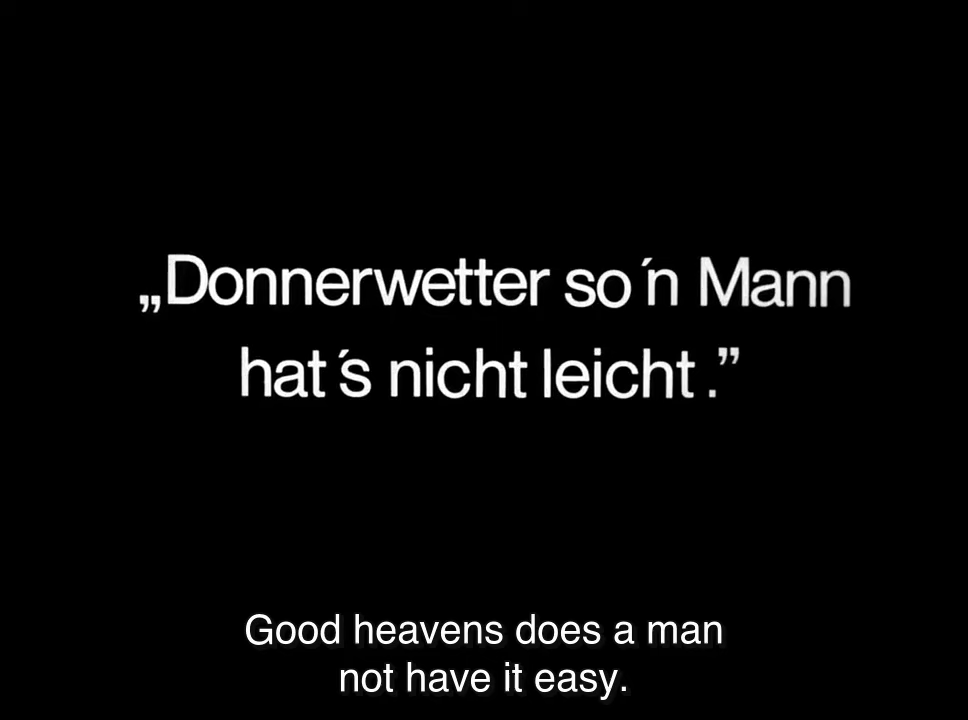 „Donnerwetter so´n Mann
hat´s nicht leicht.”
Good heavens does a man
not have it easy.